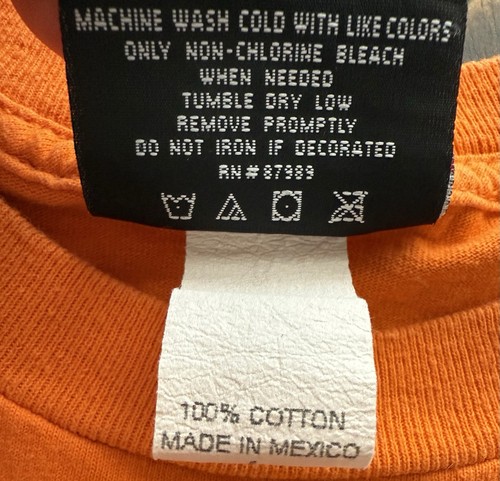 MACHINE WASH COLD WITH LIKE COLORS
ONLY NON-CHLORINE BLEACH
WHEN NEEDED
TUMBLE DRY LOW
REMOVE PROMPTLY
DO NOT IRON IF DECORATED
RN#87989
100% COTTON
MADE IN MEXICO